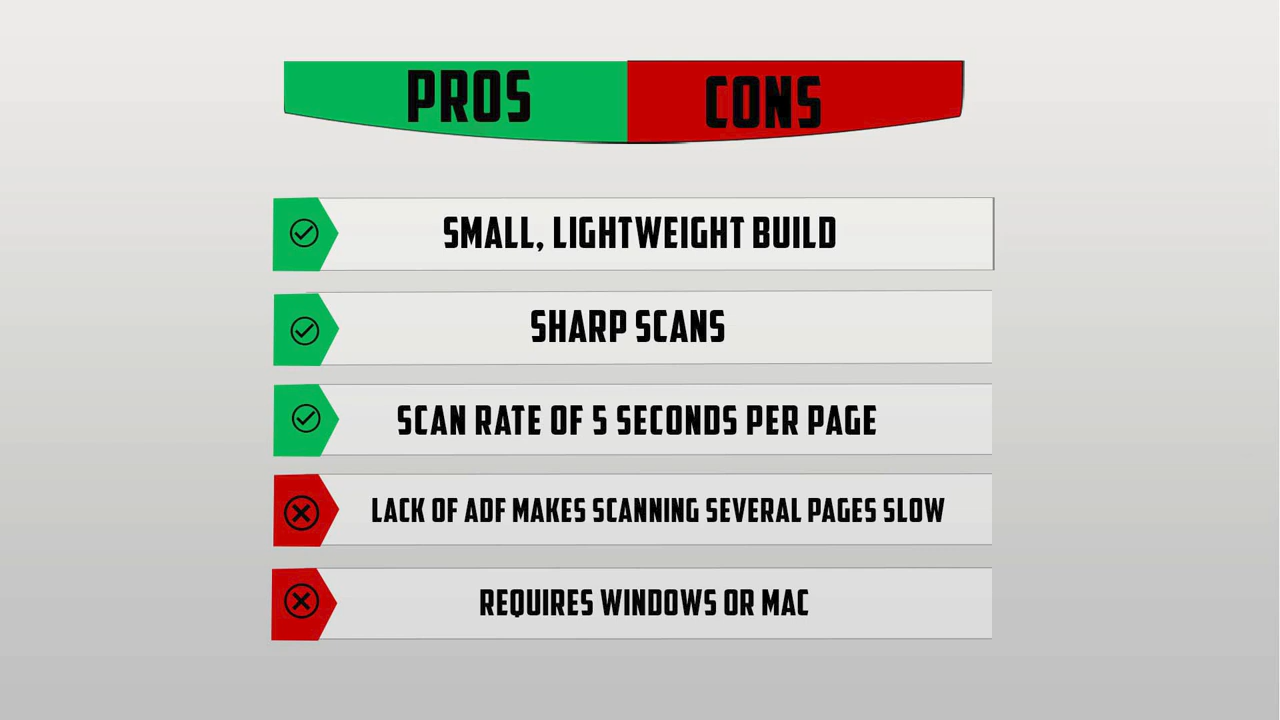 PROS CONS
SMALL, LIGHTWEIGHT BUILD
SHARP SCANS
SCAN RATE OF 5 SECONDS PER PAGE
LACK OF ADF MAKES SCANNING SEVERAL PAGES SLOW
REQUIRES WINDOWS OR MAC